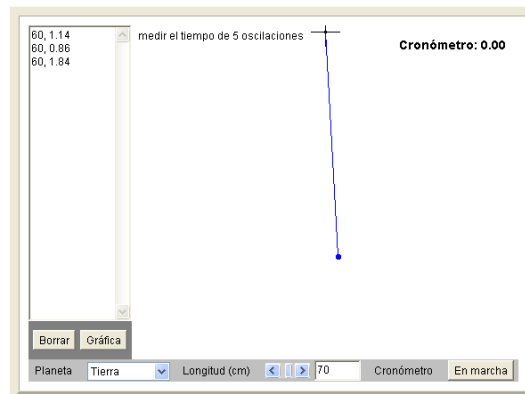 60, 1.14
60, 0.86
60, 1.84
medir el tiempo de 5 oscilaciones
Cronómetro: 0.00
Borrar
Gráfica
Planeta
Tierra
Longitud (cm)
70
Cronómetro
En marcha